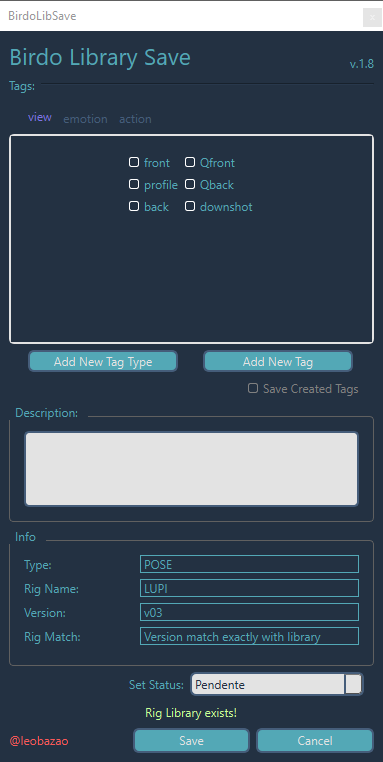 BirdoLibSave
Birdo Library Save
v.1.8
Tags:
view emotion action
front Qfront
profile Qback
back downshot
Add New Tag Type Add New Tag
Save Created Tags
Description:
Info
Type: POSE
Rig Name: LUPI
Version: v03
Rig Match: Version match exactly with library
Set Status: Pendente
Rig Library exists!
@leobazao Save Cancel